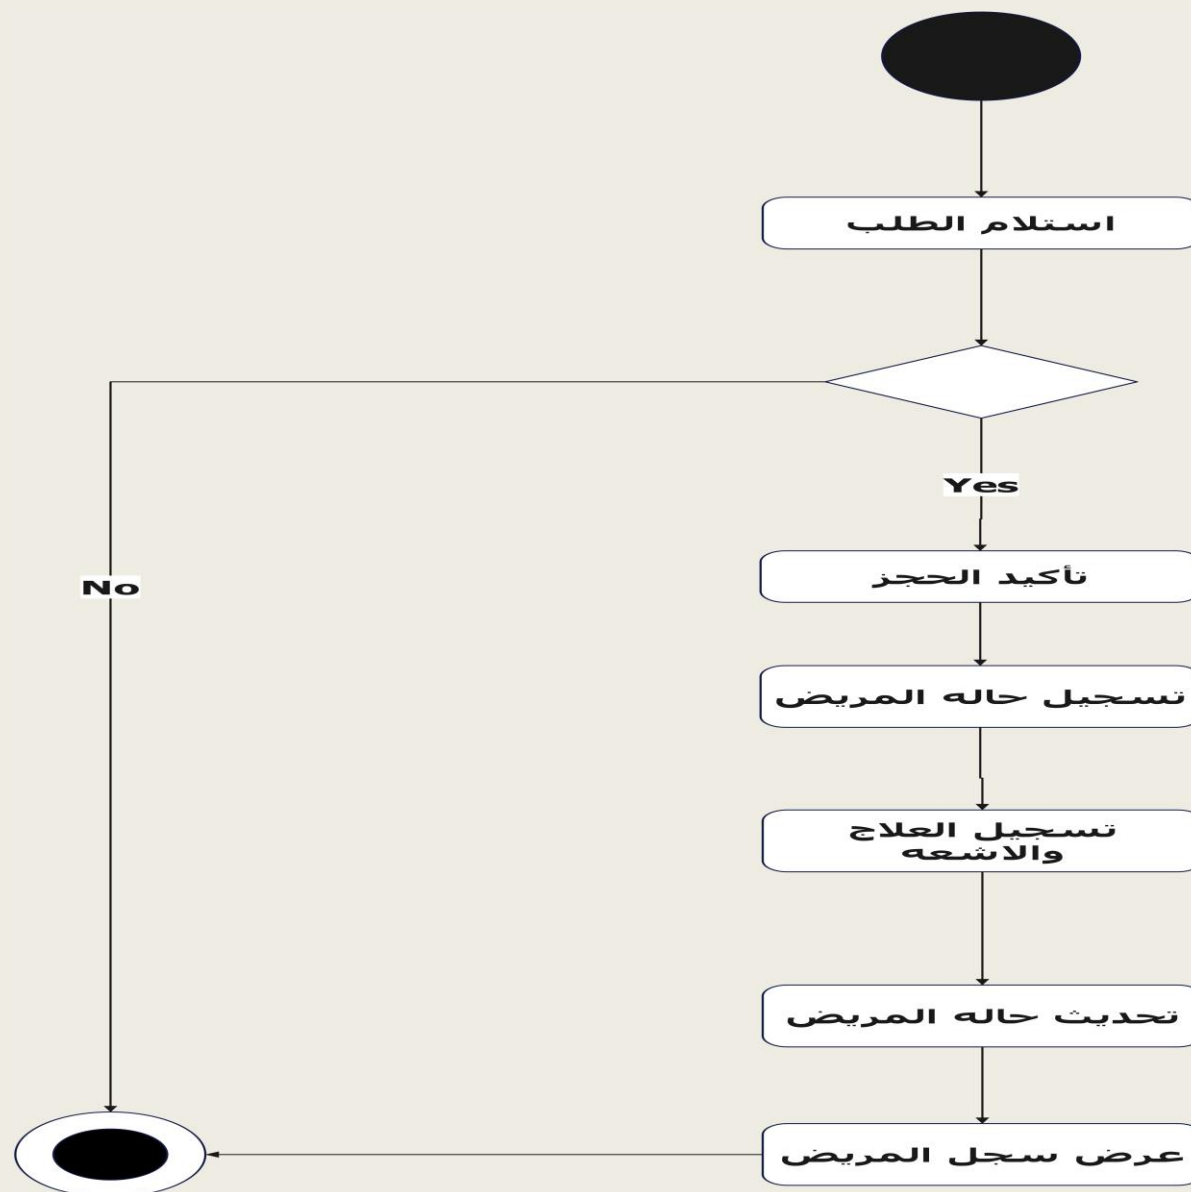 استلام الطلب
Yes
No
تأكيد الحجز
تسجيل حاله المريض
تسجيل العلاج
والاشعه
تحديث حاله المريض
عرض سجل المريض